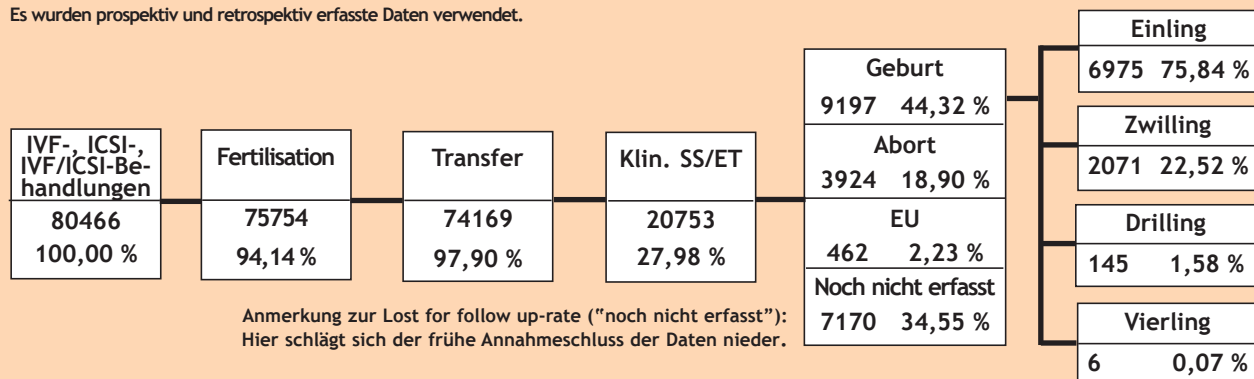 Es wurden prospektiv und retrospektiv erfasste Daten verwendet.
IVF-, ICSI-,
IVF/ICSI-Be-
handlungen
80466
100,00 %
Fertilisation
75754
94,14 %
Transfer
74169
97,90 %
Klin. SS/ET
20753
27,98 %
Geburt
9197 44,32 %
Abort
3924 18,90 %
EU
462 2,23 %
Noch nicht erfasst
7170 34,55 %
Einling
6975 75,84 %
Zwilling
2071 22,52 %
Drilling
145 1,58 %
Vierling
6 0,07 %
Anmerkung zur Lost for follow up-rate ("noch nicht erfasst"):
Hier schlägt sich der frühe Annahmeschluss der Daten nieder.